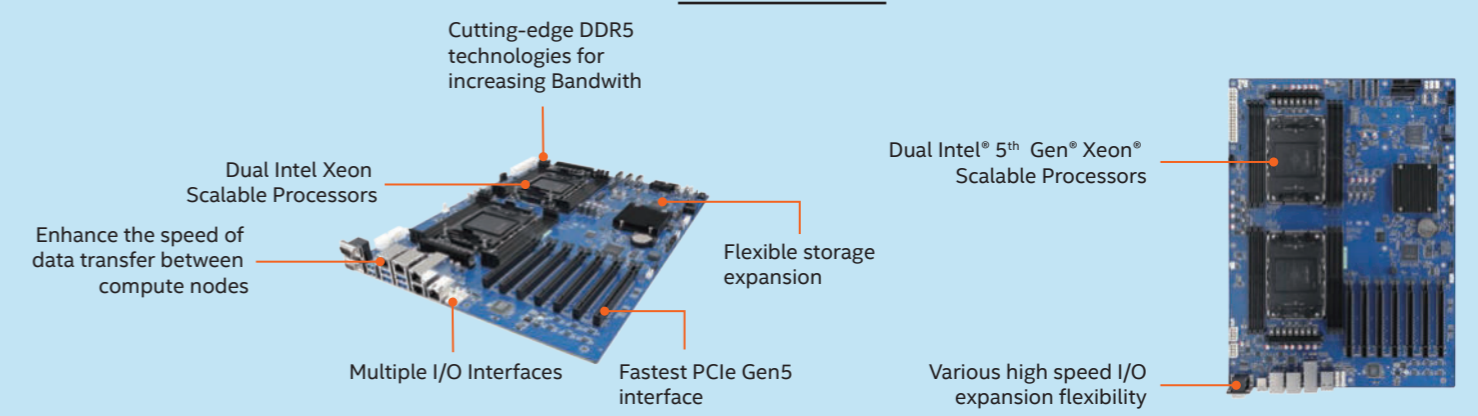 Cutting-edge DDR5
technologies for
increasing Bandwith
Dual Intel Xeon
Scalable Processors
Enhance the speed of
data transfer between
compute nodes
Flexible storage
expansion
Multiple I/O Interfaces
Fastest PCIe Gen5
interface
Dual Intel® 5th Gen® Xeon®
Scalable Processors
Various high speed I/O
expansion flexibility